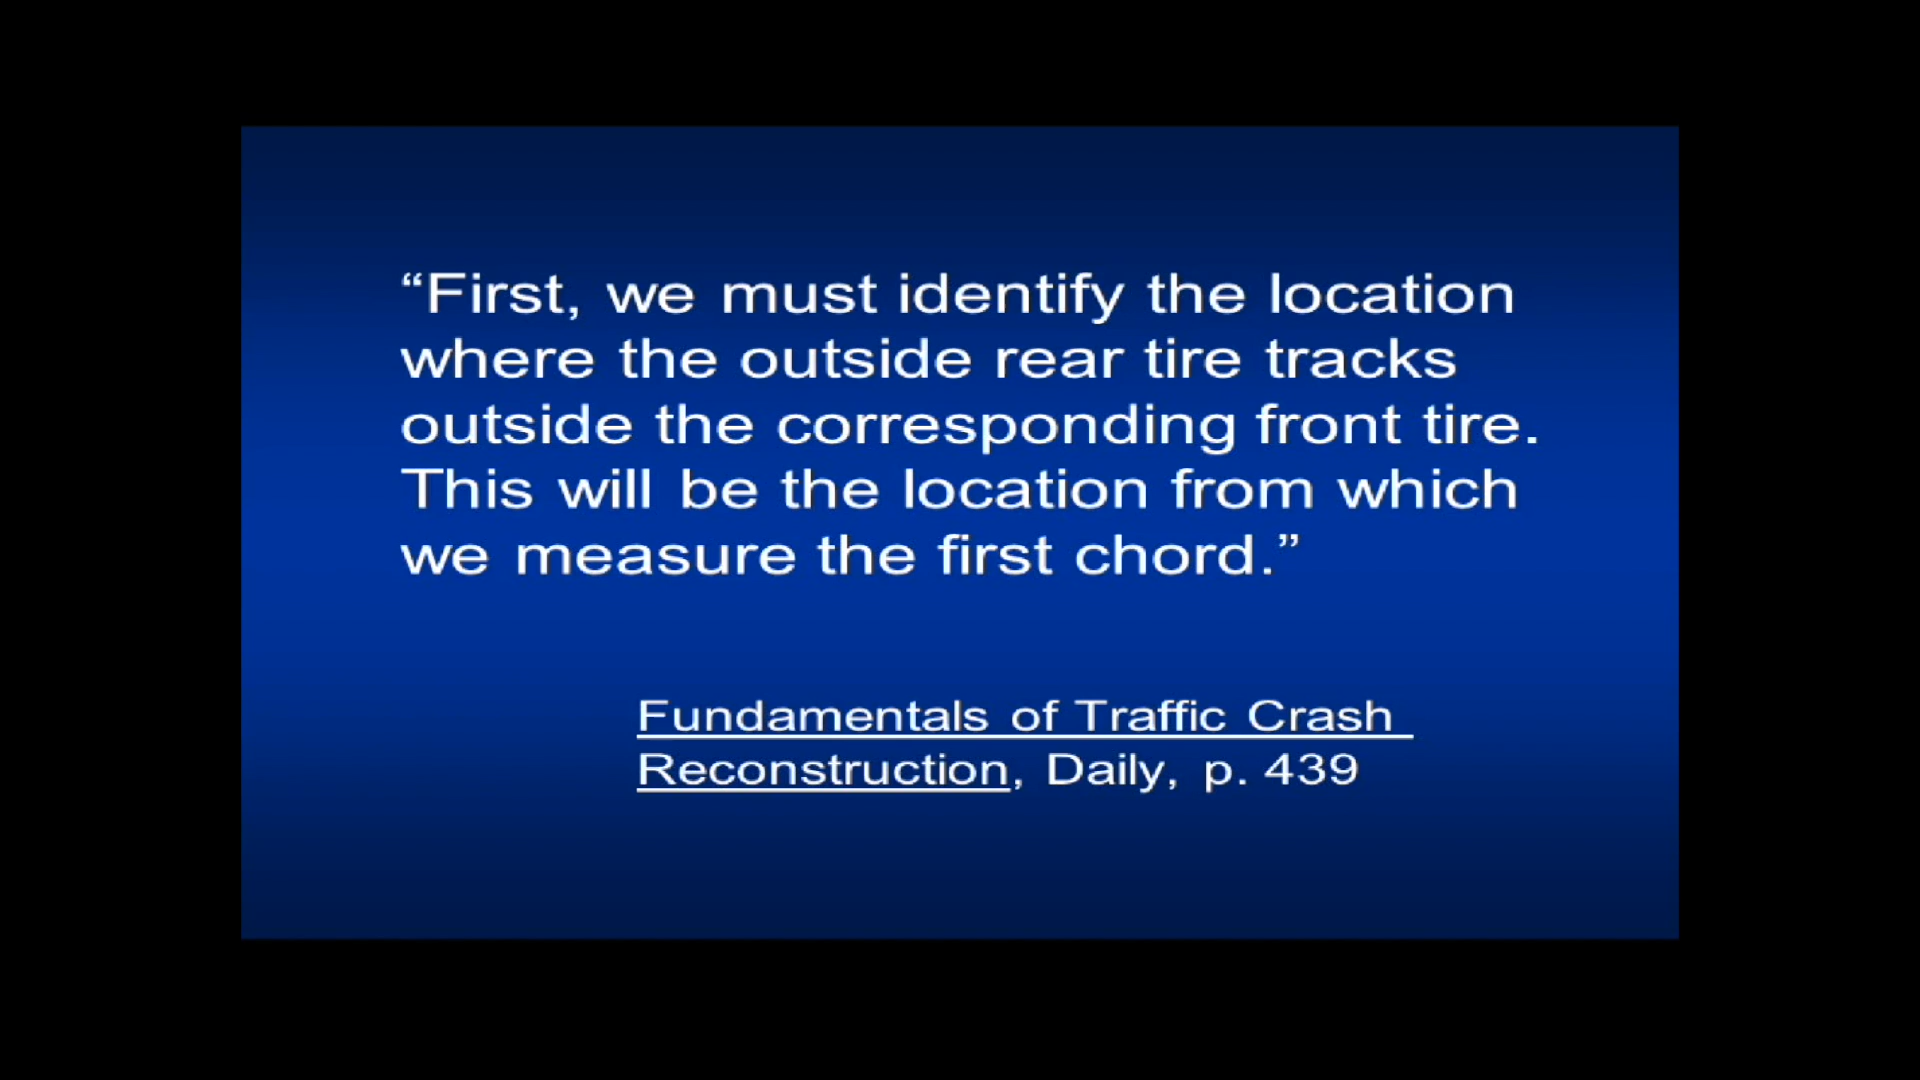 “First, we must identify the location
where the outside rear tire tracks
outside the corresponding front tire.
This will be the location from which
we measure the first chord.”
Fundamentals of Traffic Crash
Reconstruction, Daily, p. 439